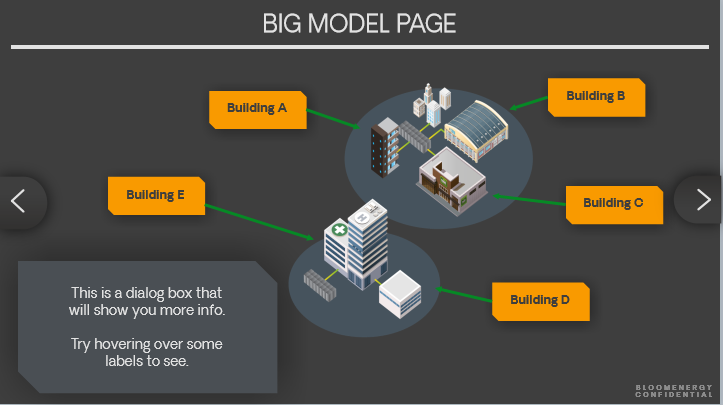 BIG MODEL PAGE
Building A
Building B
Building E
Building C
This is a dialog box that
will show you more info.
Try hovering over some
labels to see.
Building D
BLOOMENERGY
CONFIDENTIAL